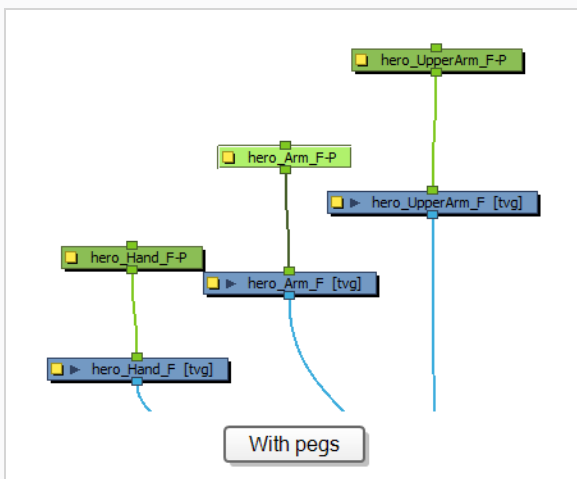 hero_UpperArm_F-P
hero_Arm_F-P
hero_UpperArm_F [tvg]
hero_Hand_F-P
hero_Arm_F [tvg]
hero_Hand_F [tvg]
With pegs